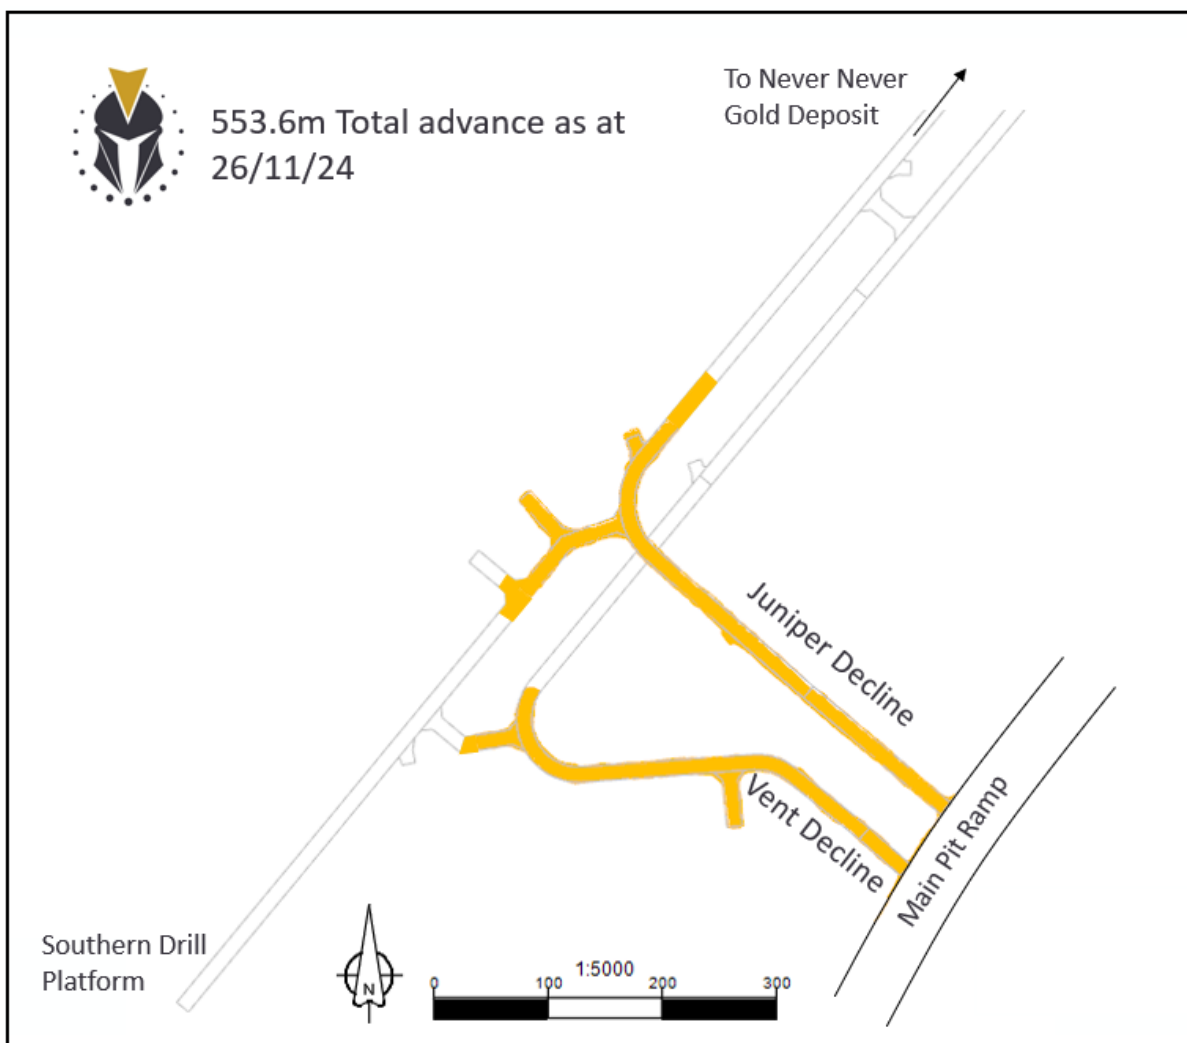 To Never Never
Gold Deposit
553.6m Total advance as at
26/11/24
Juniper Decline
Vent Decline
Main Pit Ramp
Southern Drill
Platform
N
1:5000
0 100 200 300